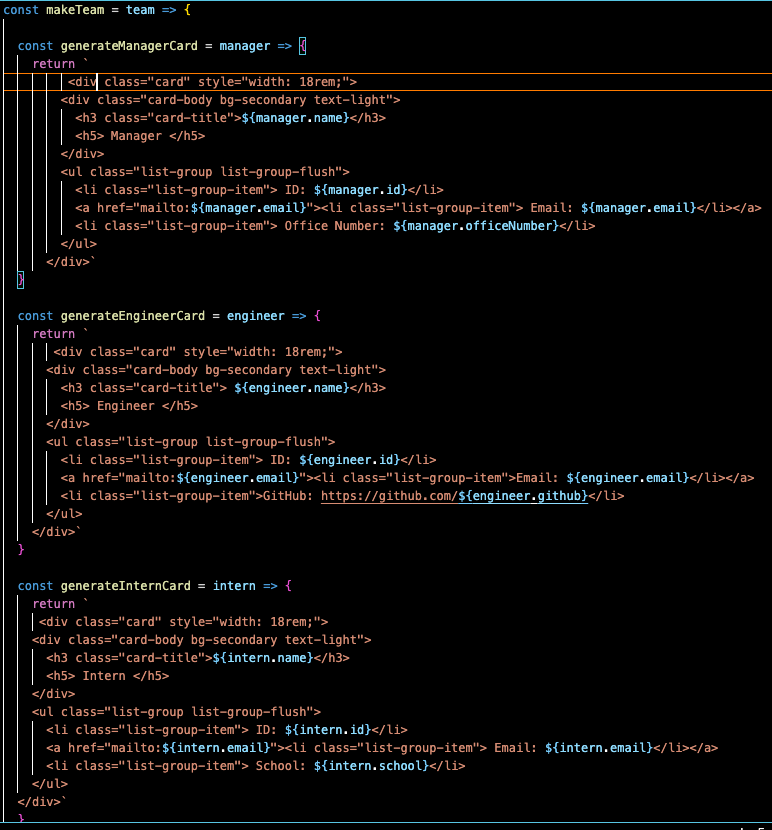 const makeTeam = team => {
const generateManagerCard = manager => {
return `
<div class="card" style="width: 18rem;">
<div class="card-body bg-secondary text-light">
<h3 class="card-title">${manager.name}</h3>
<h5> Manager </h5>
</div>
<ul class="list-group list-group-flush">
<li class="list-group-item"> ID: ${manager.id}</li>
<a href="mailto:${manager.email}"><li class="list-group-item"> Email: ${manager.email}</li></a>
<li class="list-group-item"> Office Number: ${manager.officeNumber}</li>
</ul>
</div>`
}
const generateEngineerCard = engineer => {
return `
<div class="card" style="width: 18rem;">
<div class="card-body bg-secondary text-light">
<h3 class="card-title"> ${engineer.name}</h3>
<h5> Engineer </h5>
</div>
<ul class="list-group list-group-flush">
<li class="list-group-item"> ID: ${engineer.id}</li>
<a href="mailto:${engineer.email}"><li class="list-group-item">Email: ${engineer.email}</li></a>
<li class="list-group-item">GitHub: https://github.com/${engineer.github}</li>
</ul>
</div>`
}
const generateInternCard = intern => {
return `
<div class="card" style="width: 18rem;">
<div class="card-body bg-secondary text-light">
<h3 class="card-title">${intern.name}</h3>
<h5> Intern </h5>
</div>
<ul class="list-group list-group-flush">
<li class="list-group-item"> ID: ${intern.id}</li>
<a href="mailto:${intern.email}"><li class="list-group-item"> Email: ${intern.email}</li></a>
<li class="list-group-item"> School: ${intern.school}</li>
</ul>
</div>`
}